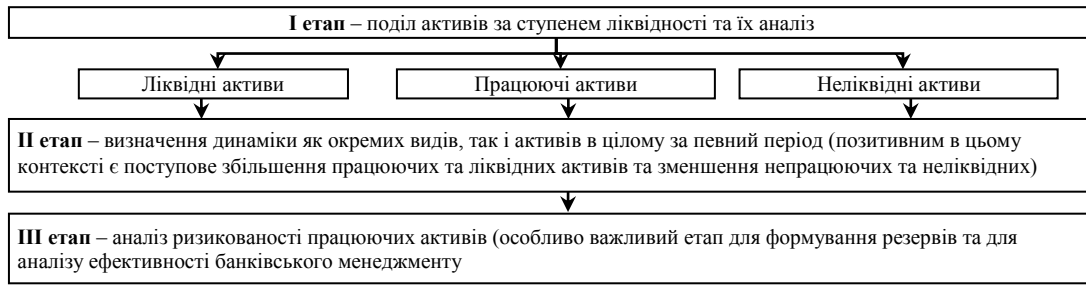 І етап – поділ активів за ступенем ліквідності та їх аналіз
Ліквідні активи
Працюючі активи
Неліквідні активи
ІІ етап – визначення динаміки як окремих видів, так і активів в цілому за певний період (позитивним в цьому
контексті є поступове збільшення працюючих та ліквідних активів та зменшення непрацюючих та неліквідних)
ІІІ етап – аналіз ризикованості працюючих активів (особливо важливий етап для формування резервів та для
аналізу ефективності банківського менеджменту